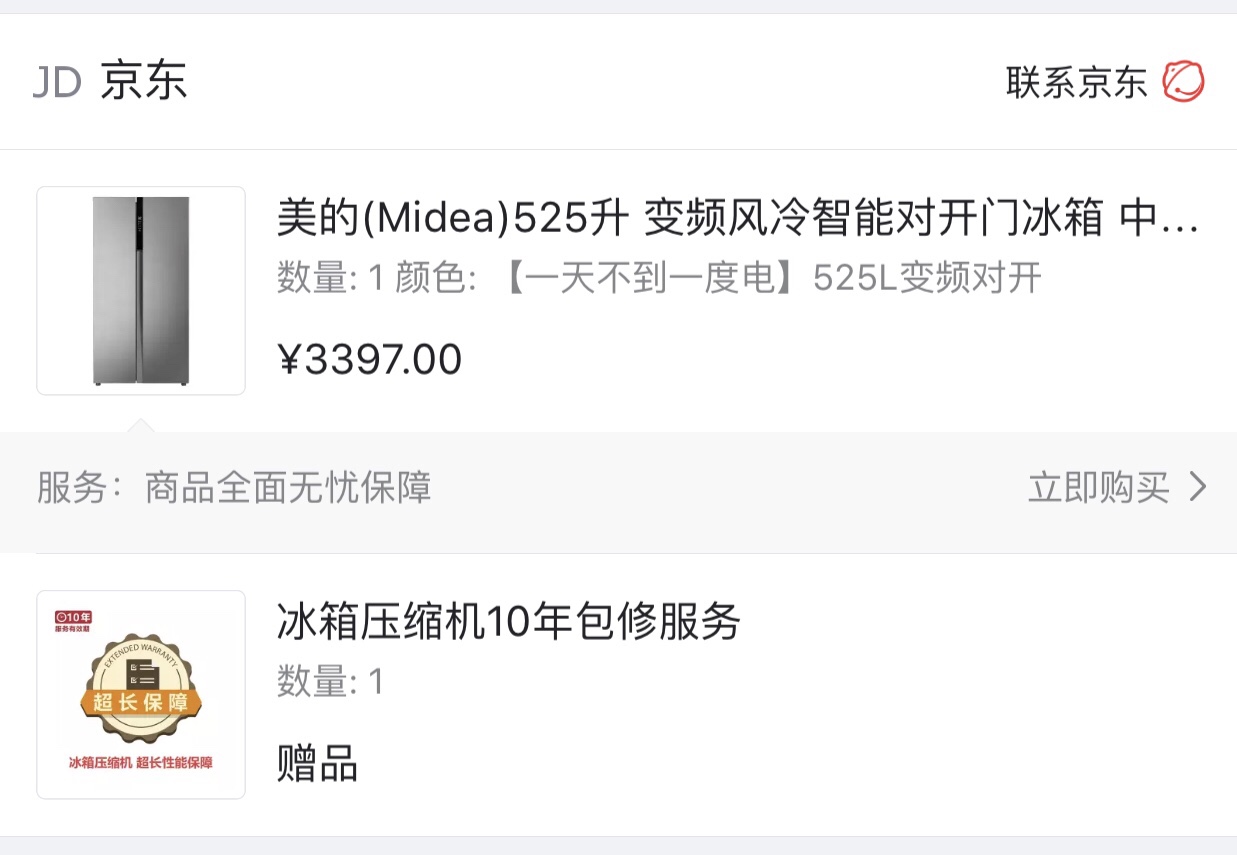 JD 京东
联系京东
美的(Midea)525升 变频风冷智能对开门冰箱 中...
数量: 1 颜色: 【一天不到一度电】525L变频对开
¥3397.00
服务：商品全面无忧保障
立即购买
10年
服务有效期
EXTENDED WARRANTY
超长保障
冰箱压缩机 超长性能保障
冰箱压缩机10年包修服务
数量: 1
赠品